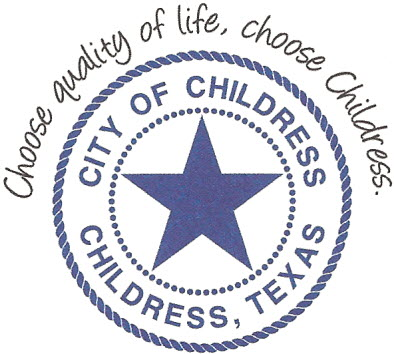 Choose quality of life, choose Childress.
CITY OF CHILDRESS
CHILDRESS, TEXAS